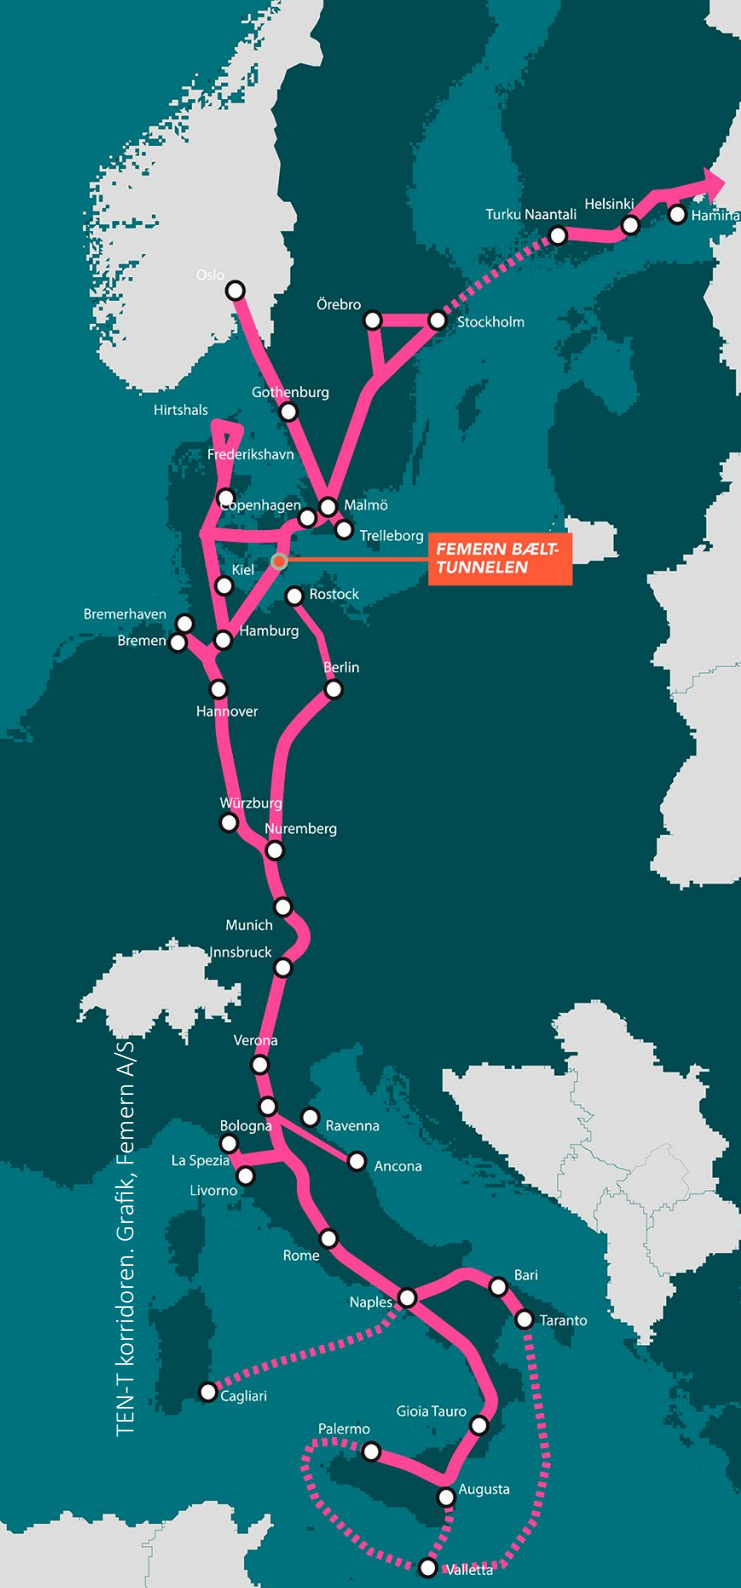 Turku Naantali
Helsinki
Hamina
Oslo
Örebro
Stockholm
Gothenburg
Hirtshals
Frederikshavn
Copenhagen
Malmö
Trelleborg
FEMERN BÆLT-
TUNNELEN
Kiel
Rostock
Bremerhaven
Bremen
Hamburg
Berlin
Hannover
Würzburg
Nuremberg
Munich
Innsbruck
Verona
Bologna
Ravenna
La Spezia
Ancona
Livorno
Rome
Bari
Naples
Taranto
Cagliari
Gioia Tauro
Palermo
Augusta
Valletta
TEN-T korridoren. Grafik, Femern A/S